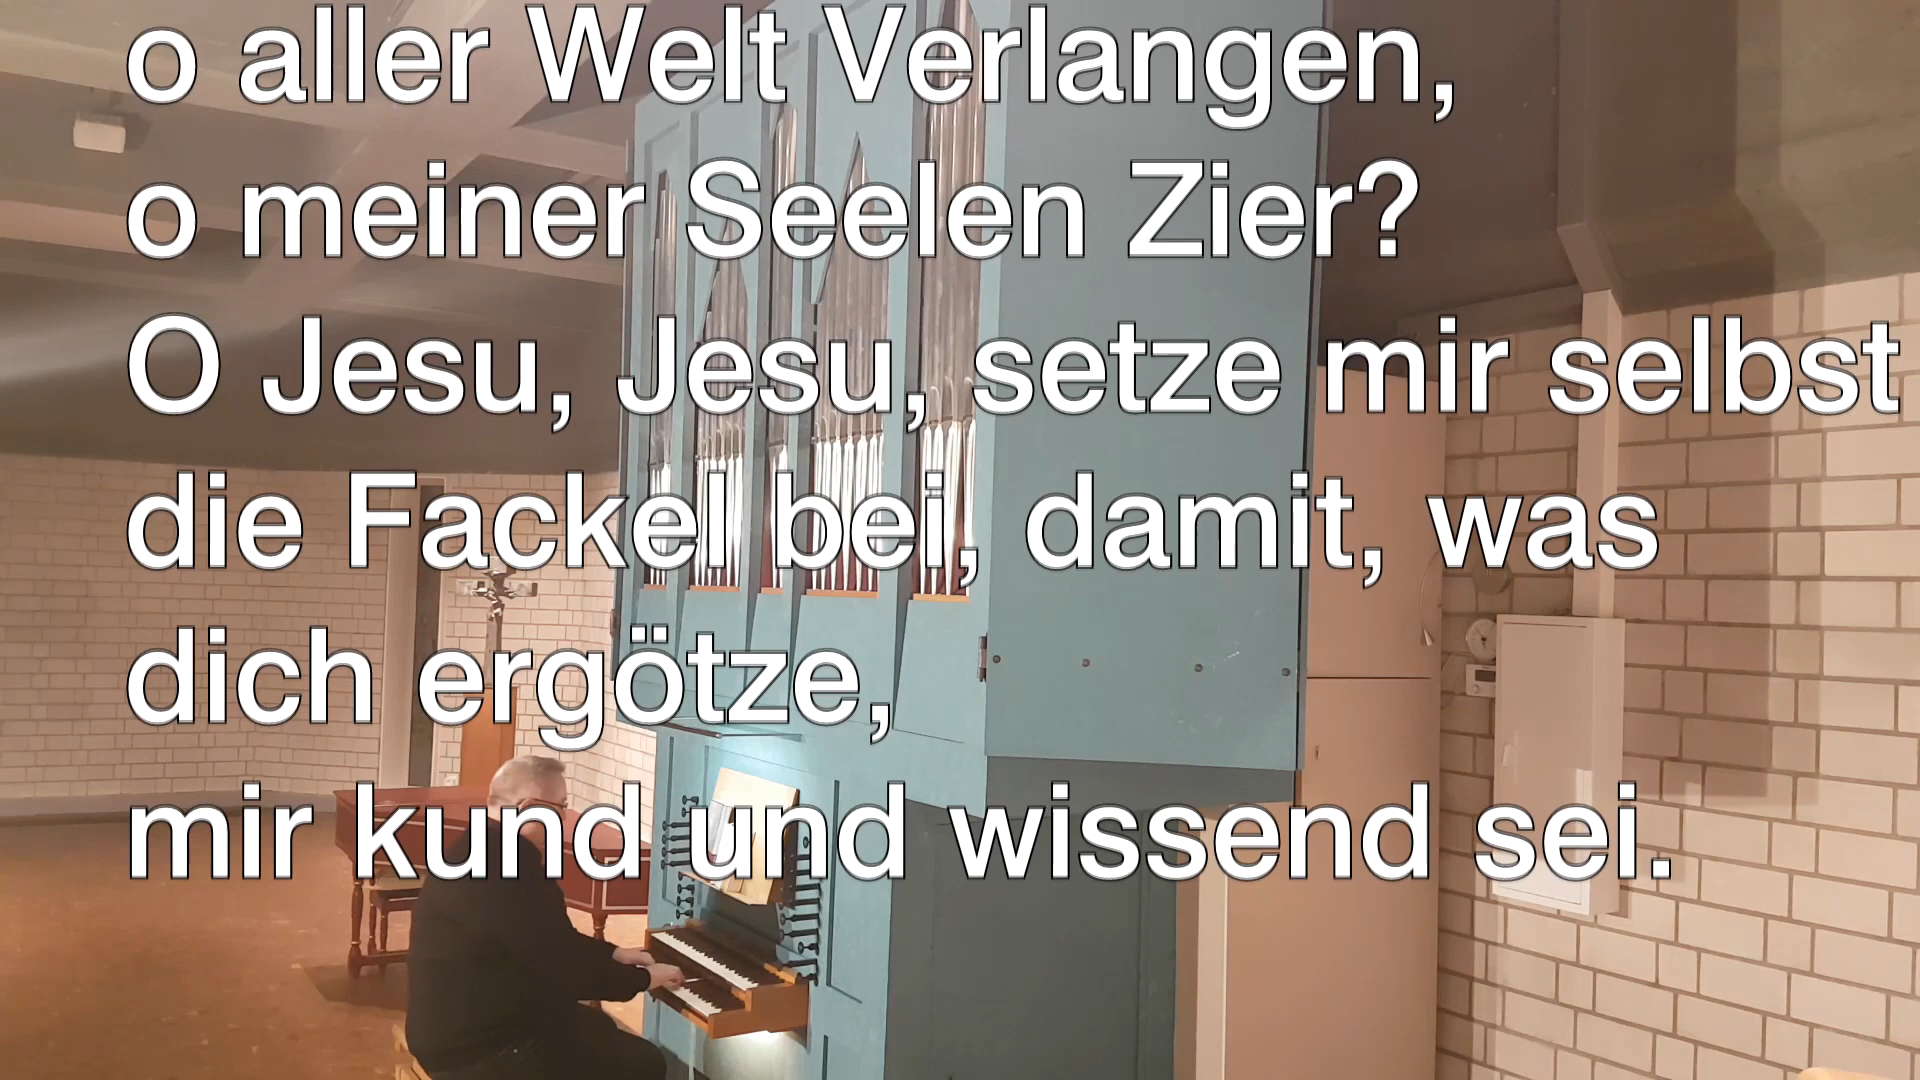 o aller Welt Verlangen,
o meiner Seelen Zier?
O Jesu, Jesu, setze mir selbst
die Fackel bei, damit, was
dich ergötze,
mir kund und wissend sei.